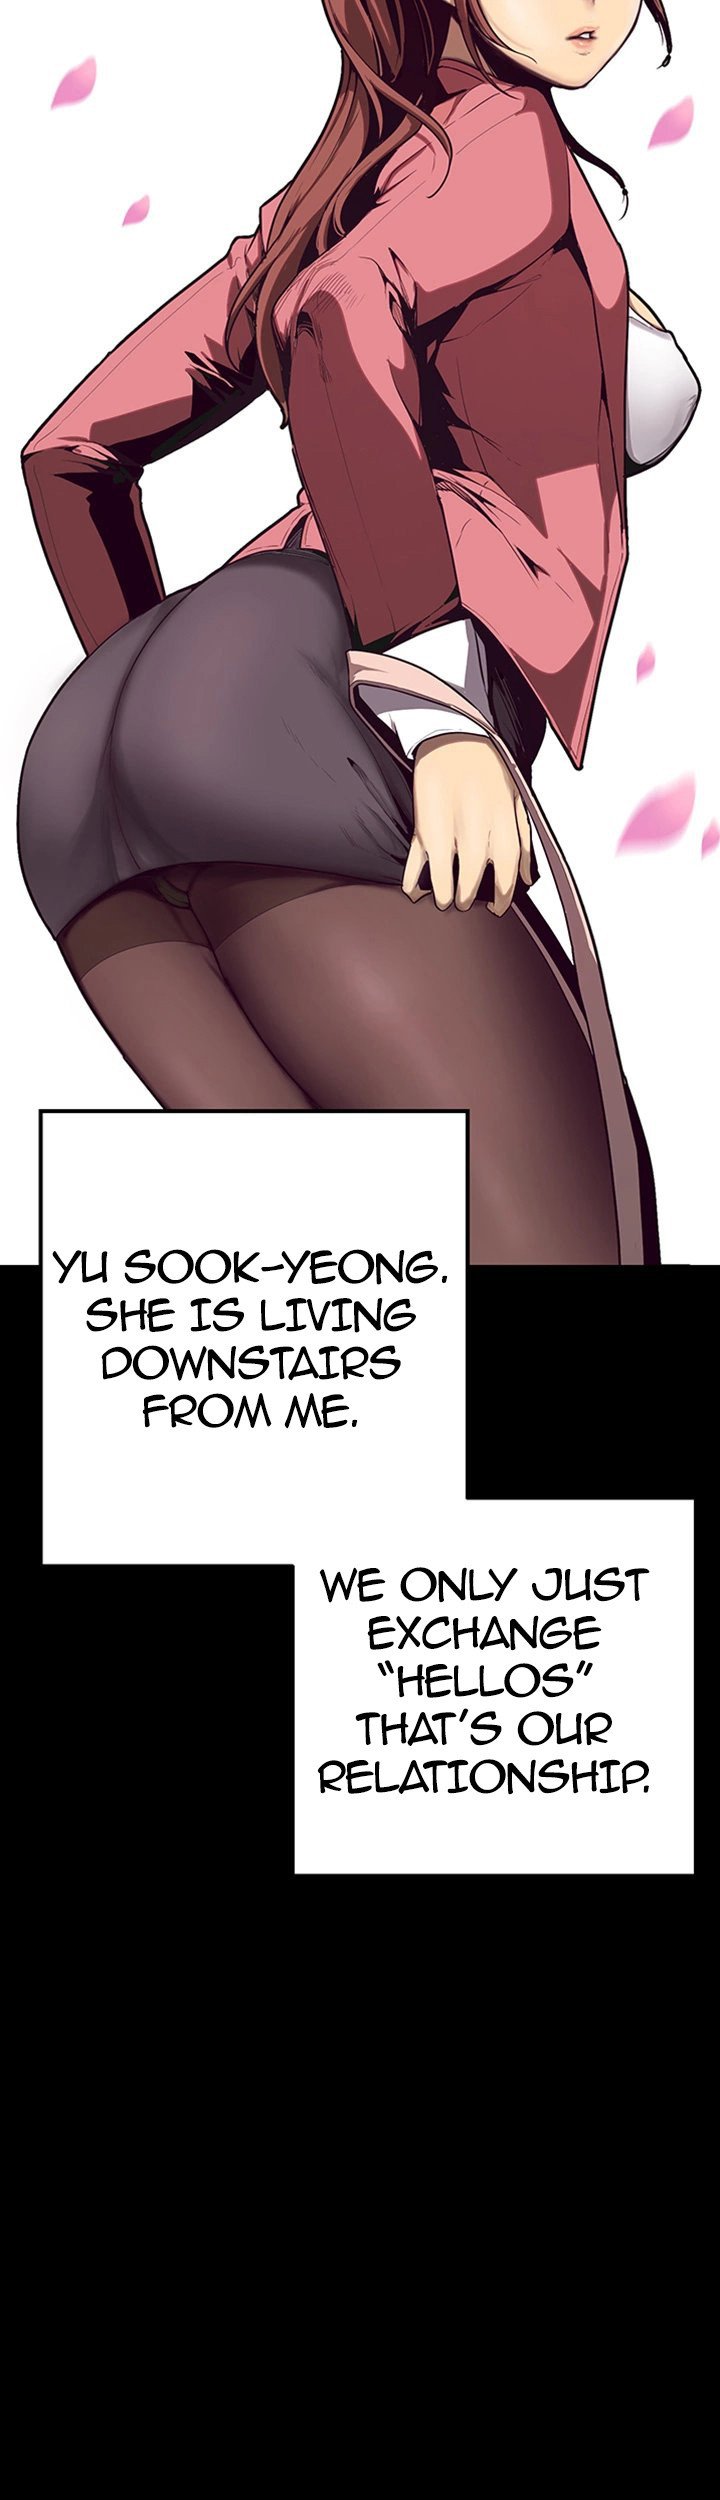 YU SOOK-YEONG.
SHE IS LIVING
DOWNSTAIRS
FROM ME.
WE ONLY JUST
EXCHANGE
"HELLOS"
THAT'S OUR
RELATIONSHIP.